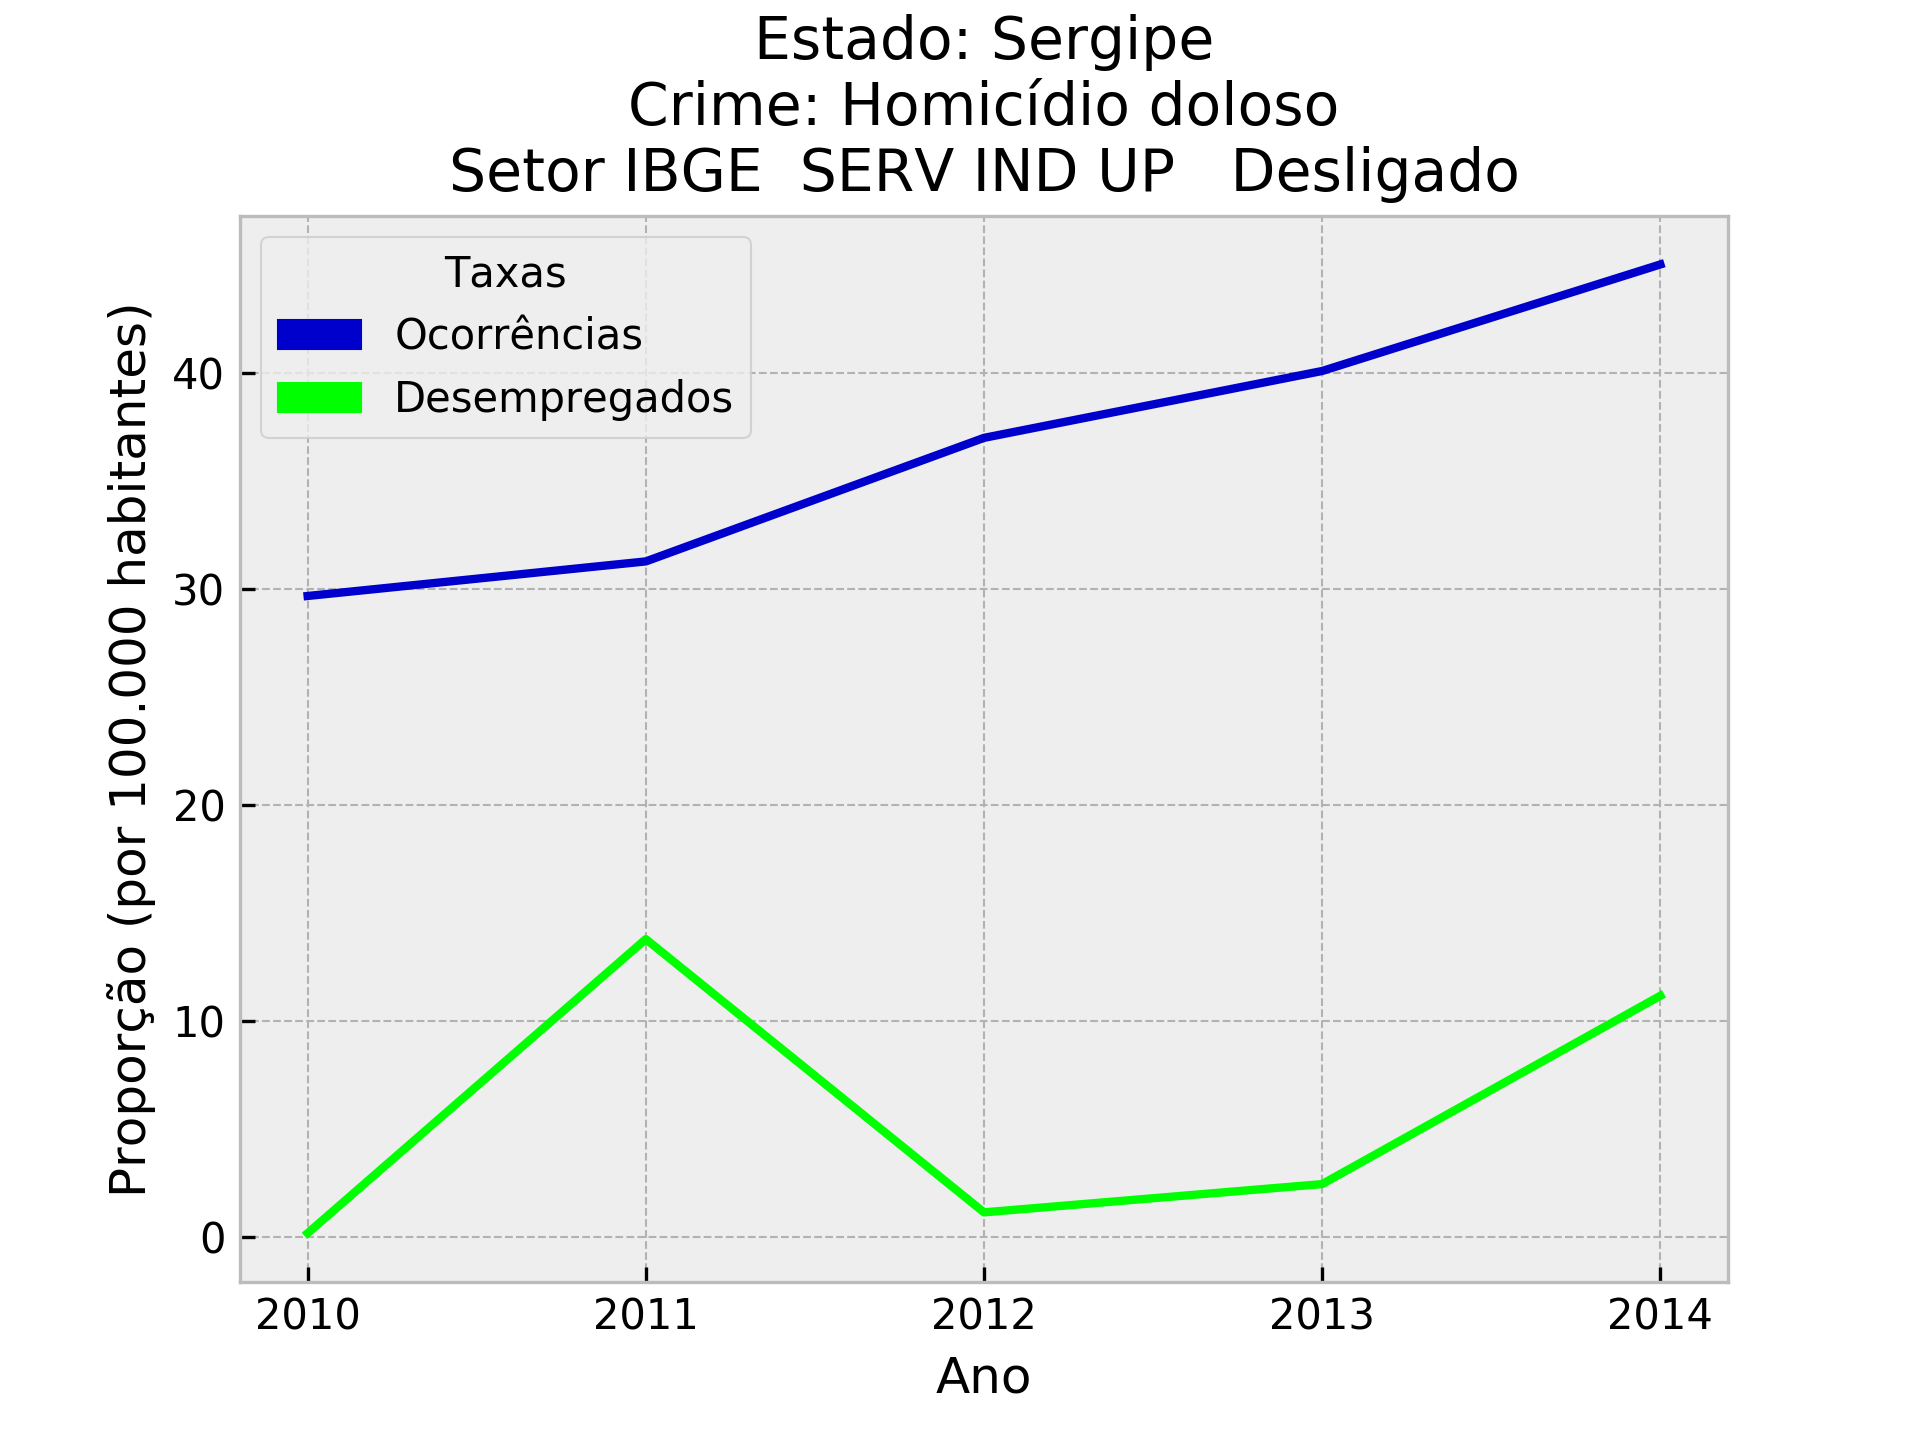 Estado: Sergipe
Crime: Homicídio doloso
Setor IBGE  SERV IND UP   Desligado
Taxas
Ocorrências
Desempregados
Proporção (por 100.000 habitantes)
40
30
20
10
0
2010 2011 2012 2013 2014
Ano